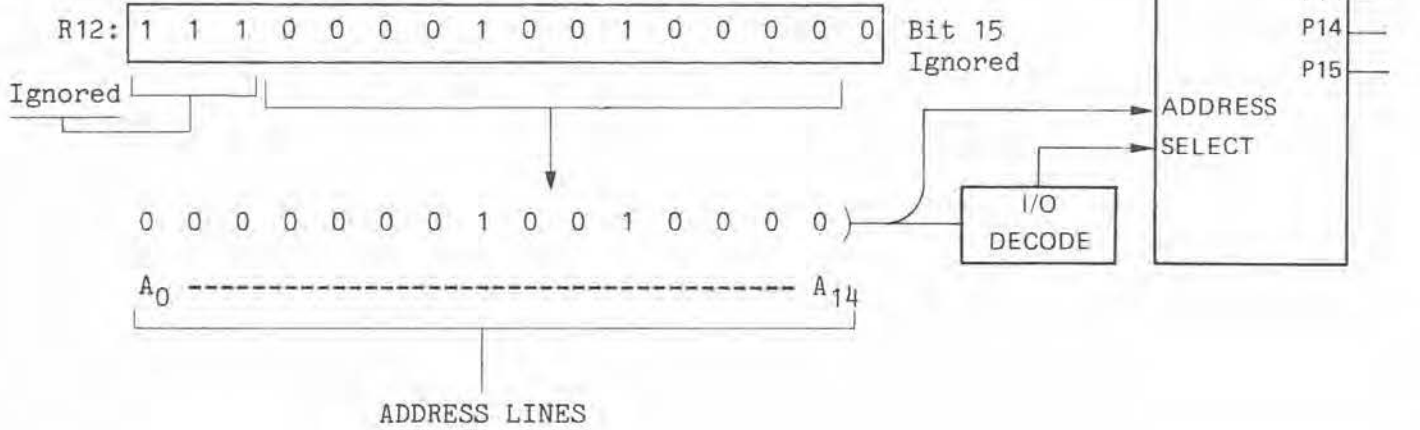 P14
R12: 1 1 1 0 0 0 0 1 0 0 1 0 0 0 0 0 Bit 15
Ignored
P15
Ignored
ADDRESS
SELECT
0 0 0 0 0 0 0 1 0 0 1 0 0 0 0
I/O
DECODE
A0 --------------------------- A14
ADDRESS LINES